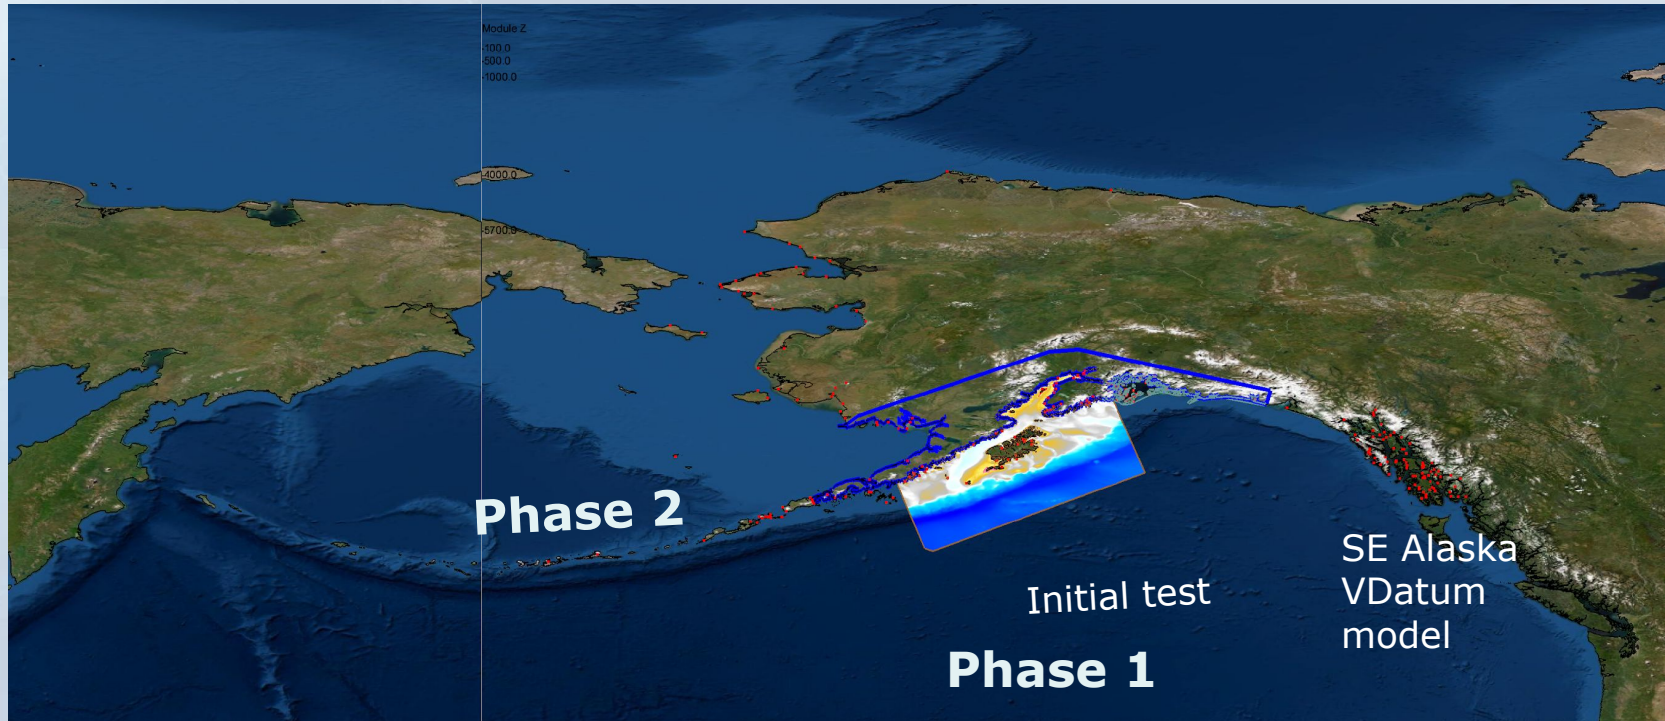 Module Z
-100.0
-500.0
-1000.0
-4000.0
-5700.0
Phase 2
Initial test
Phase 1
SE Alaska
VDatum
model